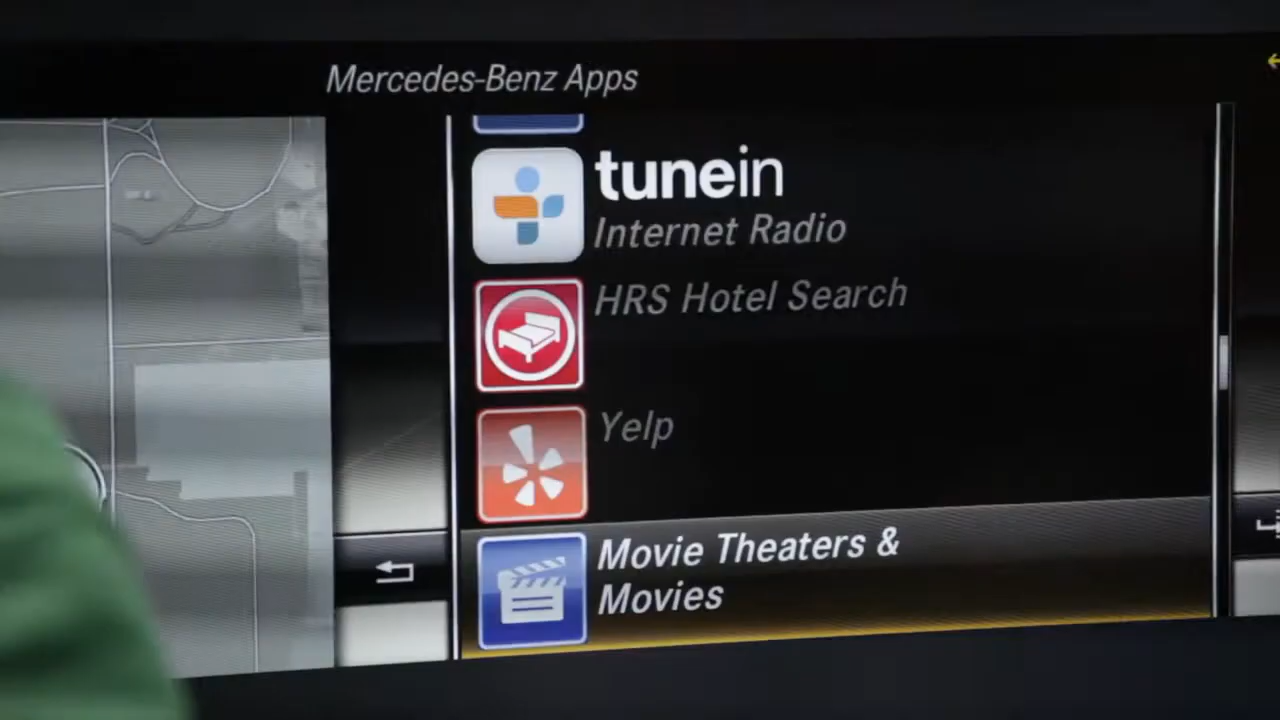 Mercedes-Benz Apps
tunein
Internet Radio
HRS Hotel Search
Yelp
Movie Theaters &
Movies